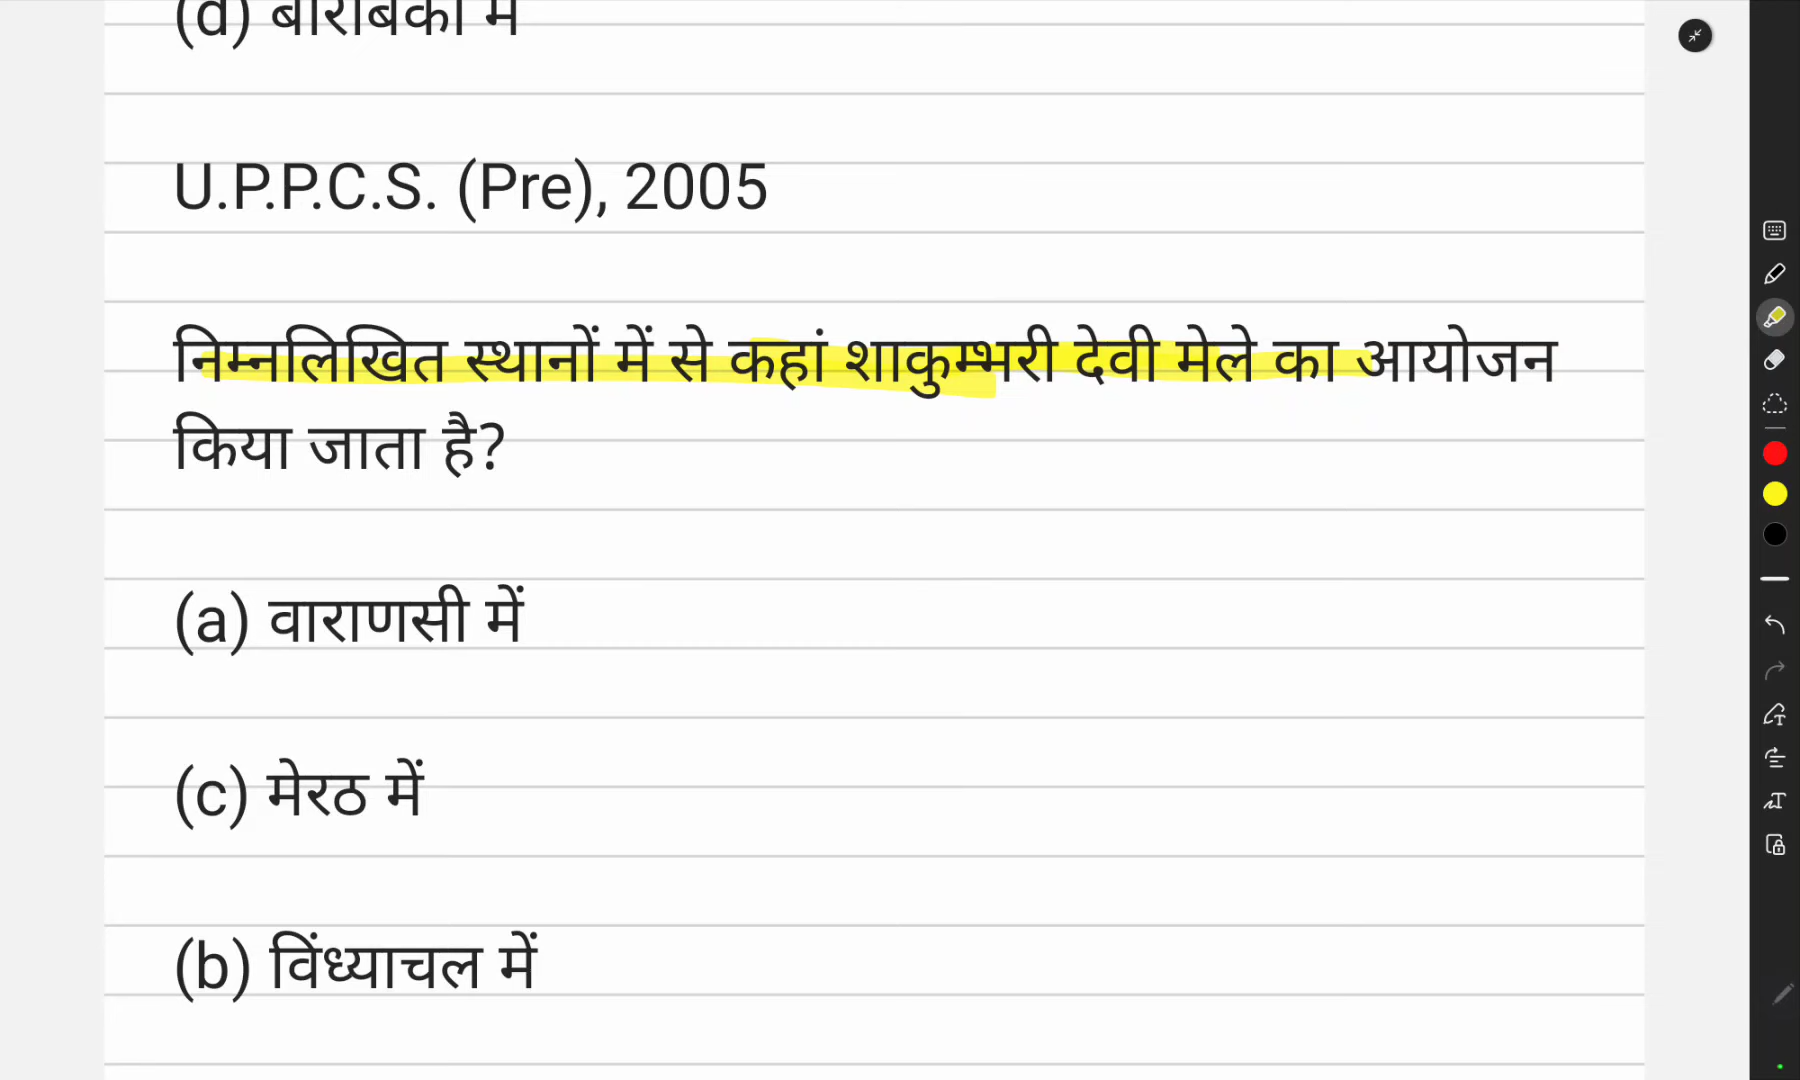 (d) बाराबंकी में
U.P.P.C.S. (Pre), 2005
निम्नलिखित स्थानों में से कहां शाकुम्भरी देवी मेले का आयोजन
किया जाता है?
(a) वाराणसी में
(c) मेरठ में
(b) विंध्याचल में